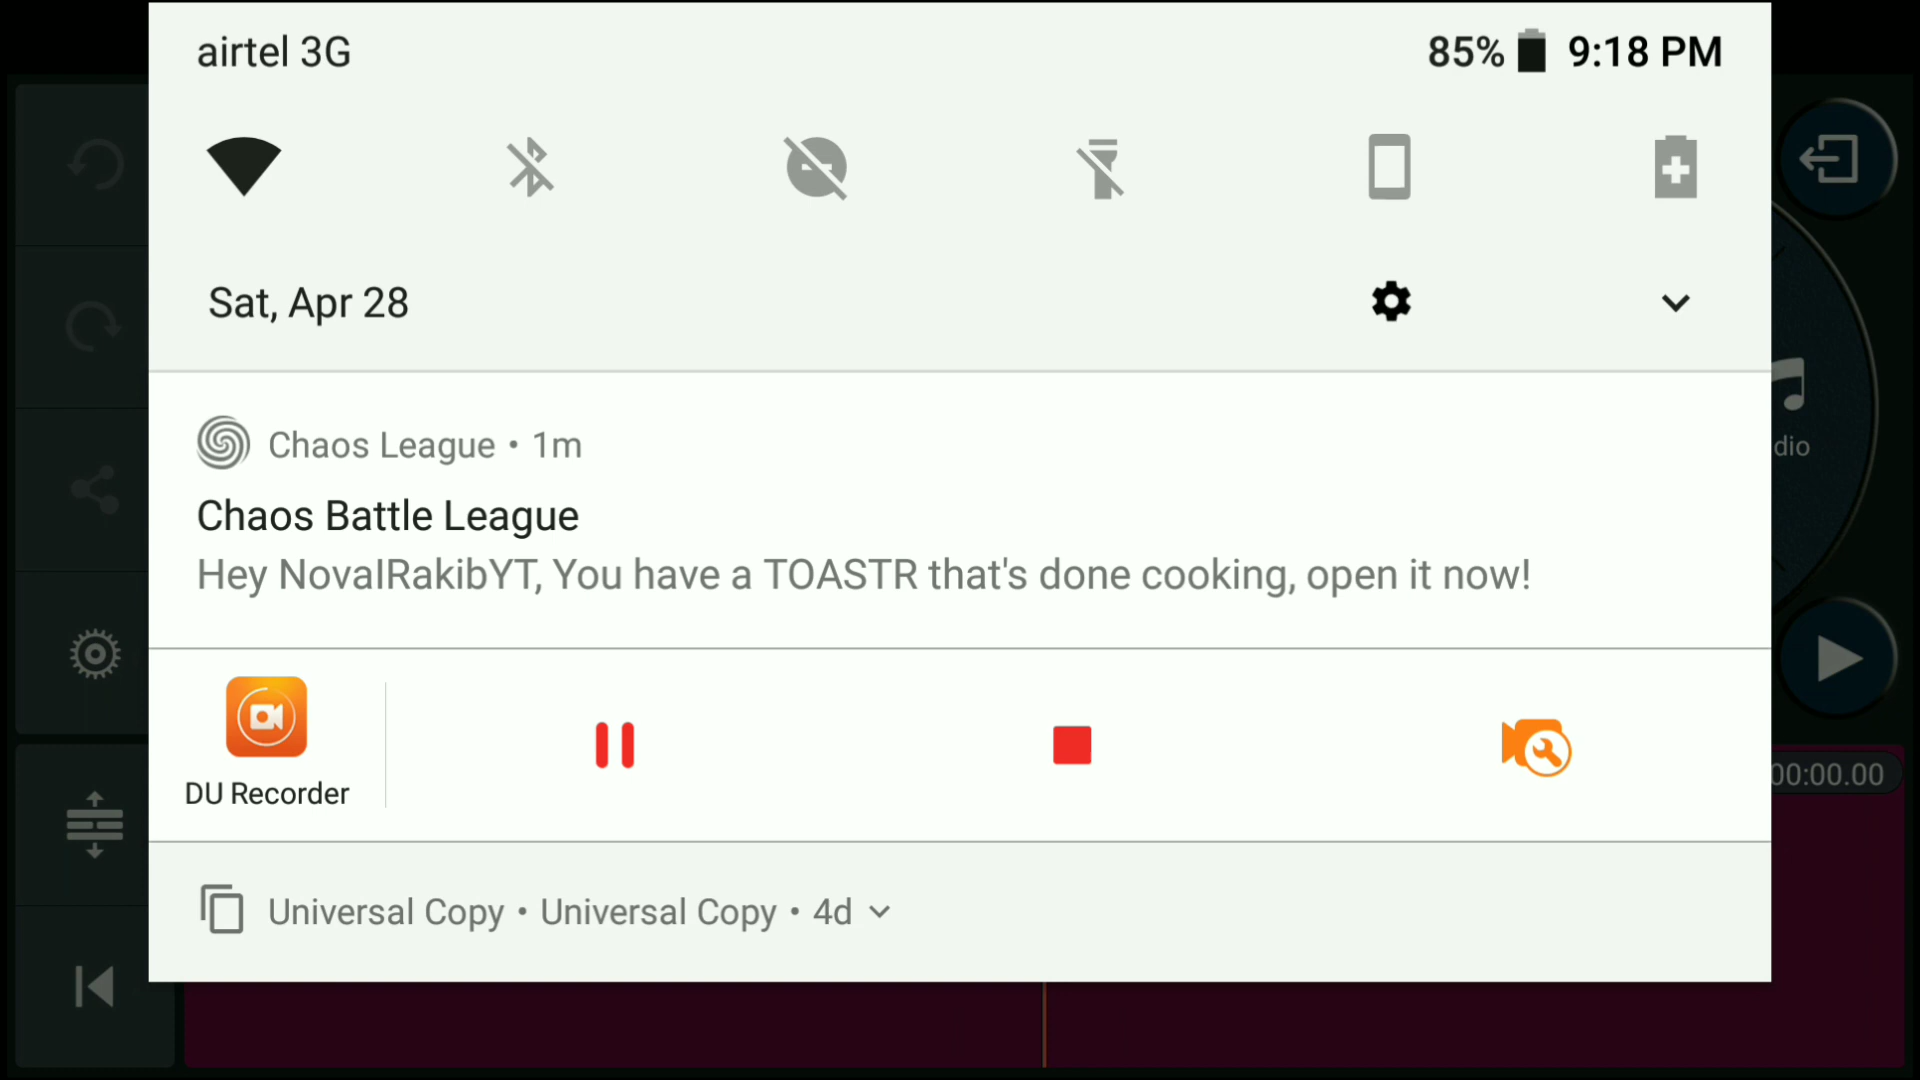 airtel 3G
85% 9:18 PM
Sat, Apr 28
Chaos League • 1m
Chaos Battle League
Hey NovaIRakibYT, You have a TOASTR that's done cooking, open it now!
DU Recorder
Universal Copy • Universal Copy • 4d
dio
00:00.00